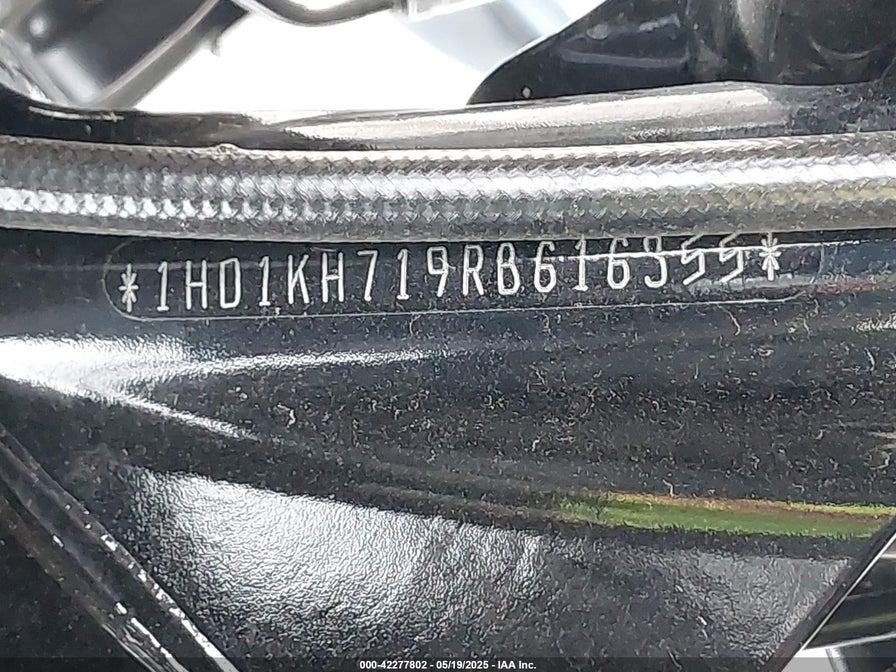 *1HD1KH719RB616955*
000-42277802 - 05/19/2025 - IAA Inc.